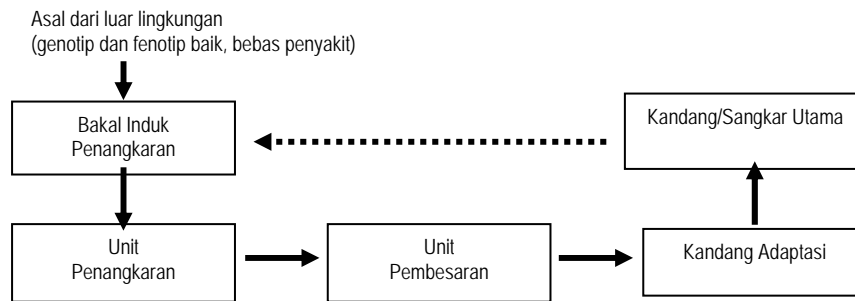 Asal dari luar lingkungan
(genotip dan fenotip baik, bebas penyakit)
Bakal Induk
Penangkaran
Kandang/Sangkar Utama
Unit
Penangkaran
Unit
Pembesaran
Kandang Adaptasi